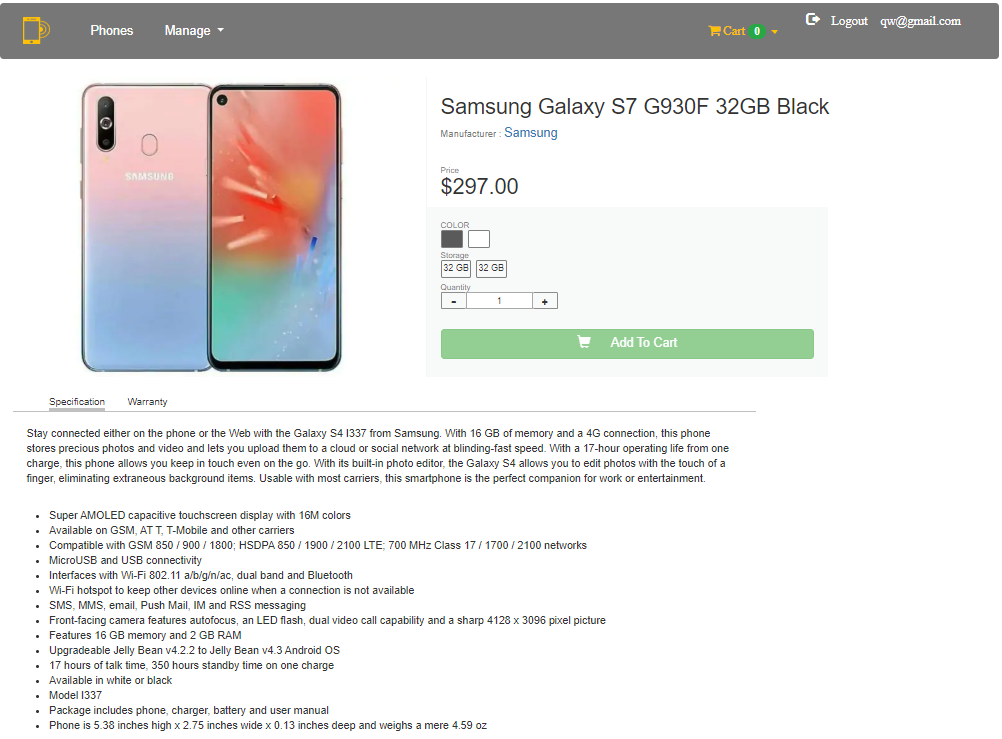 Phones
Manage
Cart 0
Logout
qw@gmail.com
SAMSUNG
Samsung Galaxy S7 G930F 32GB Black
Manufacturer : Samsung
Price
$297.00
COLOR
Storage
32 GB 32 GB
Quantity
- 1 +
Add To Cart
Specification Warranty
Stay connected either on the phone or the Web with the Galaxy S4 I337 from Samsung. With 16 GB of memory and a 4G connection, this phone
stores precious photos and video and lets you upload them to a cloud or social network at blinding-fast speed. With a 17-hour operating life from one
charge, this phone allows you keep in touch even on the go. With its built-in photo editor, the Galaxy S4 allows you to edit photos with the touch of a
finger, eliminating extraneous background items. Usable with most carriers, this smartphone is the perfect companion for work or entertainment.
• Super AMOLED capacitive touchscreen display with 16M colors
• Available on GSM, AT T, T-Mobile and other carriers
• Compatible with GSM 850 / 900 / 1800; HSDPA 850 / 1900 / 2100 LTE; 700 MHz Class 17 / 1700 / 2100 networks
• MicroUSB and USB connectivity
• Interfaces with Wi-Fi 802.11 a/b/g/n/ac, dual band and Bluetooth
• Wi-Fi hotspot to keep other devices online when a connection is not available
• SMS, MMS, email, Push Mail, IM and RSS messaging
• Front-facing camera features autofocus, an LED flash, dual video call capability and a sharp 4128 x 3096 pixel picture
• Features 16 GB memory and 2 GB RAM
• Upgradeable Jelly Bean v4.2.2 to Jelly Bean v4.3 Android OS
• 17 hours of talk time, 350 hours standby time on one charge
• Available in white or black
• Model I337
• Package includes phone, charger, battery and user manual
• Phone is 5.38 inches high x 2.75 inches wide x 0.13 inches deep and weighs a mere 4.59 oz